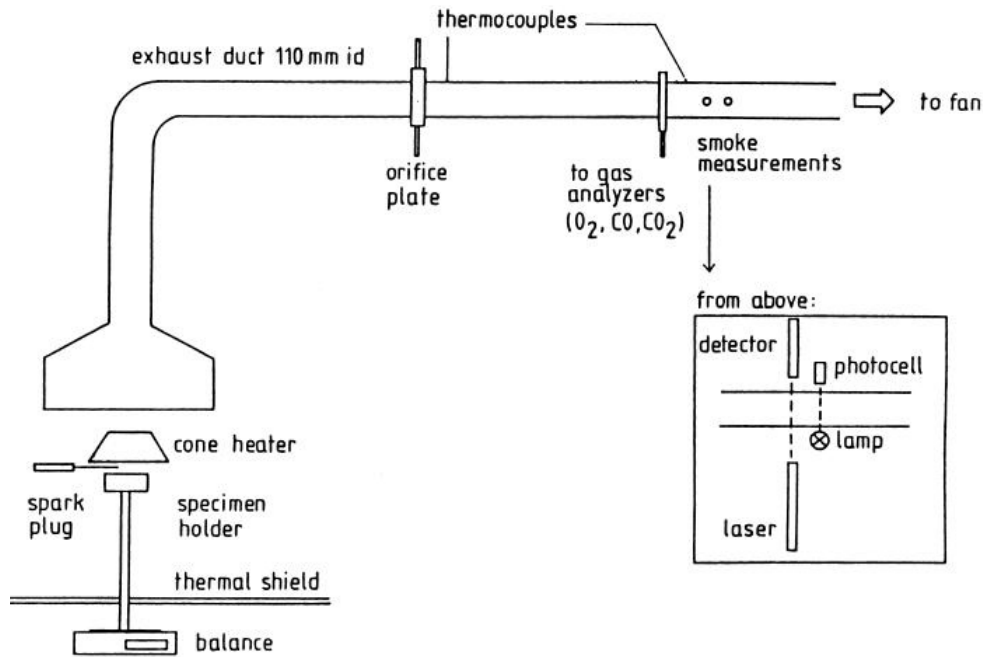 thermocouples
exhaust duct 110 mm id
to fan
orifice
plate
to gas
analyzers
(O₂, CO, CO₂)
smoke
measurements
from above:
detector
photocell
lamp
laser
cone heater
spark
plug
specimen
holder
thermal shield
balance